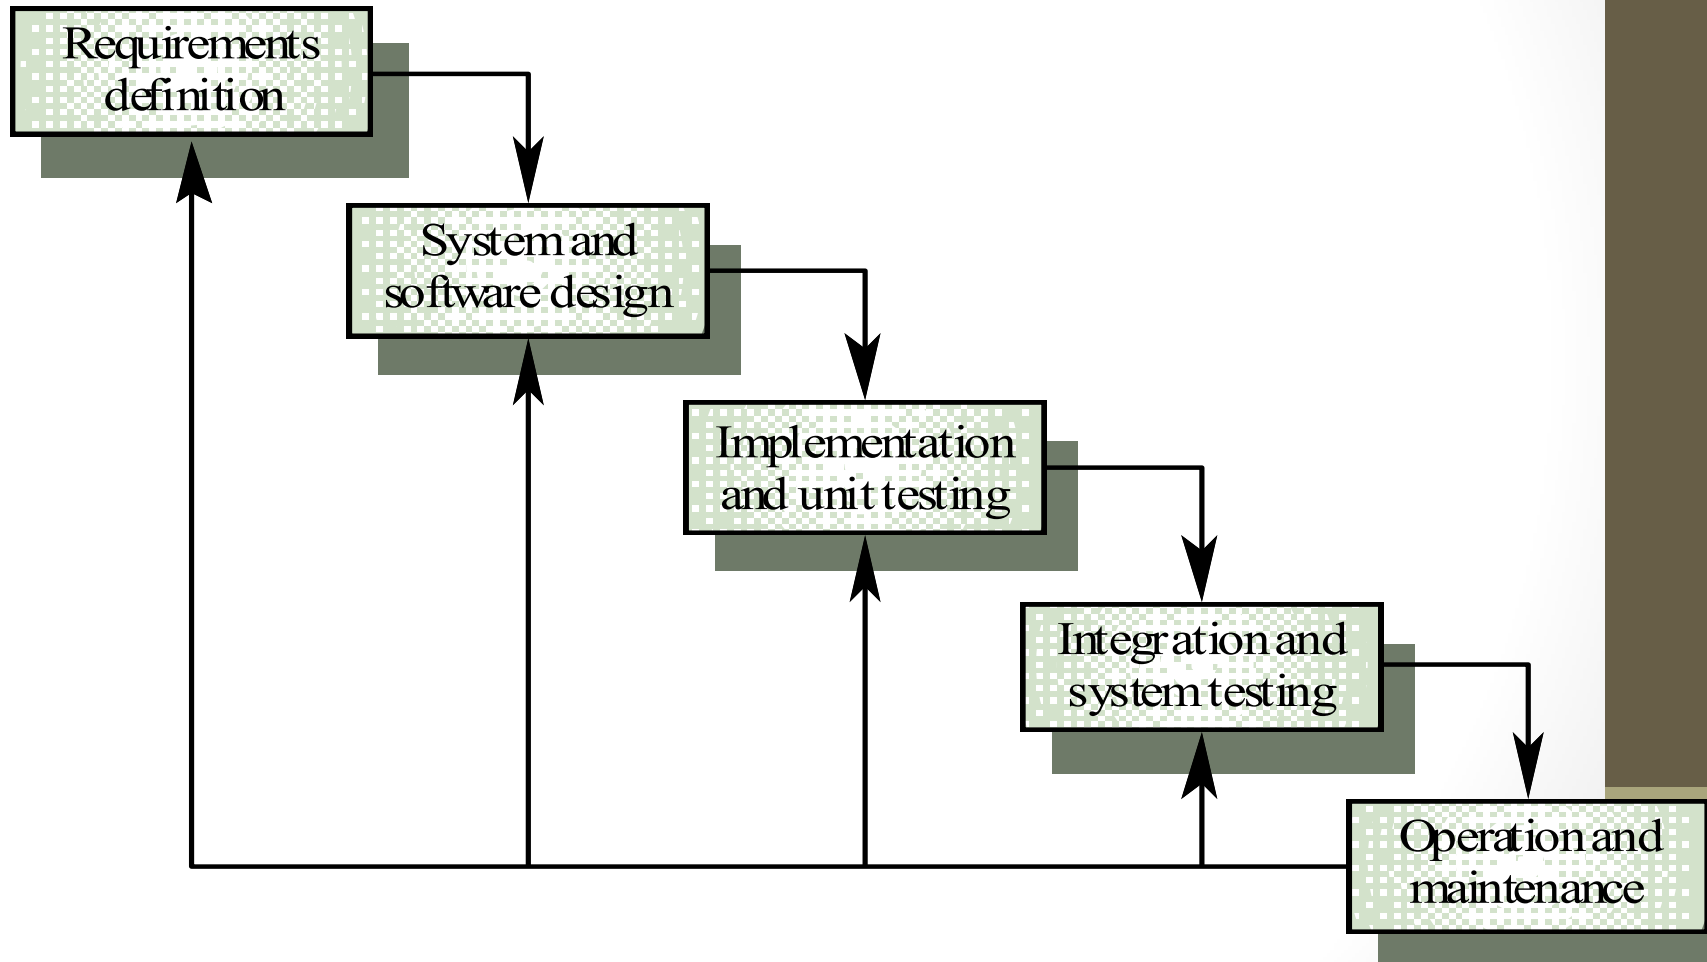 Requirements
definition
System and
software design
Implementation
and unit testing
Integration and
system testing
Operation and
maintenance